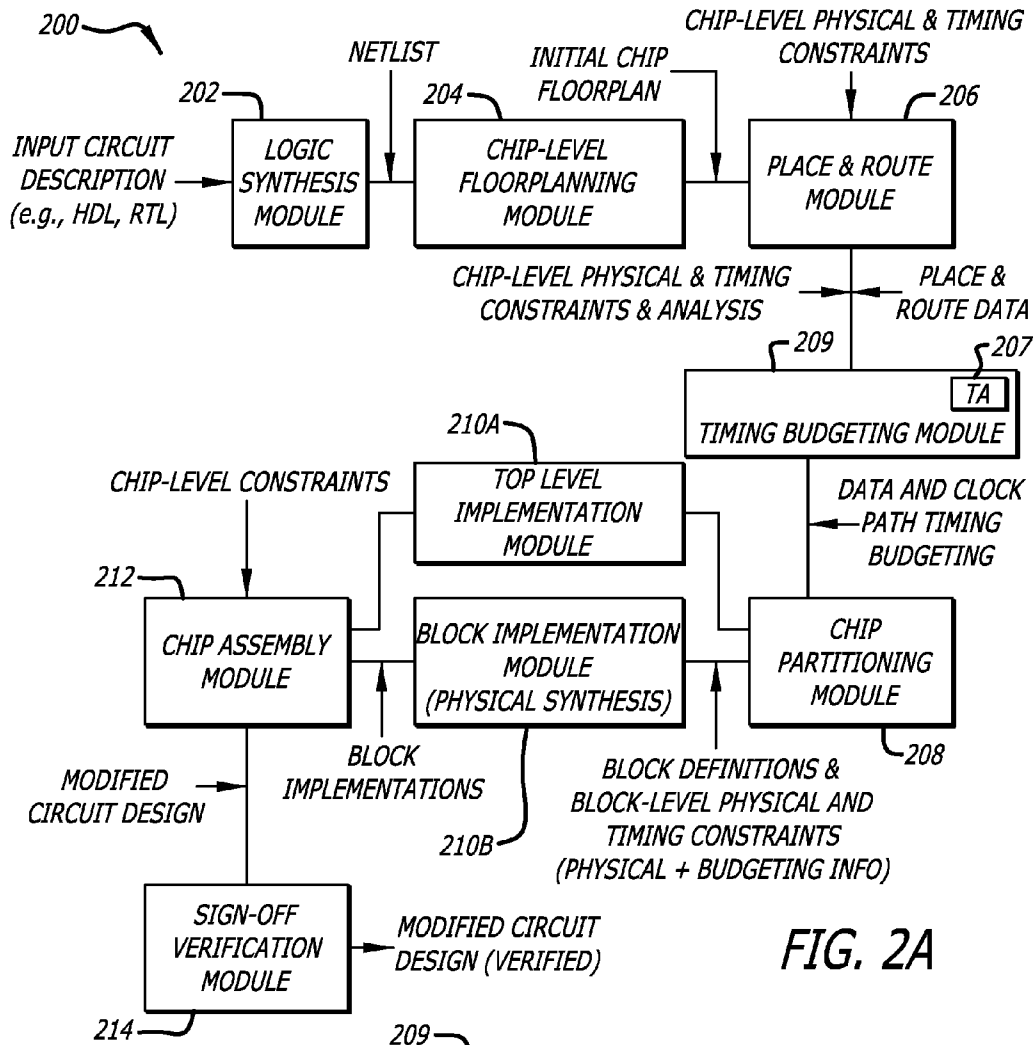 200
NETLIST
INITIAL CHIP
FLOORPLAN
CHIP-LEVEL PHYSICAL & TIMING
CONSTRAINTS
202
204
206
INPUT CIRCUIT
DESCRIPTION
(e.g., HDL, RTL)
LOGIC
SYNTHESIS
MODULE
CHIP-LEVEL
FLOORPLANNING
MODULE
PLACE & ROUTE
MODULE
CHIP-LEVEL PHYSICAL & TIMING
CONSTRAINTS & ANALYSIS
PLACE &
ROUTE DATA
209
207
TA
TIMING BUDGETING MODULE
210A
TOP LEVEL
IMPLEMENTATION
MODULE
CHIP-LEVEL CONSTRAINTS
DATA AND CLOCK
PATH TIMING
BUDGETING
212
CHIP ASSEMBLY
MODULE
BLOCK IMPLEMENTATION
MODULE
(PHYSICAL SYNTHESIS)
CHIP
PARTITIONING
MODULE
208
BLOCK
IMPLEMENTATIONS
210B
BLOCK DEFINITIONS &
BLOCK-LEVEL PHYSICAL AND
TIMING CONSTRAINTS
(PHYSICAL + BUDGETING INFO)
MODIFIED
CIRCUIT DESIGN
SIGN-OFF
VERIFICATION
MODULE
MODIFIED CIRCUIT
DESIGN (VERIFIED)
FIG. 2A
214
209